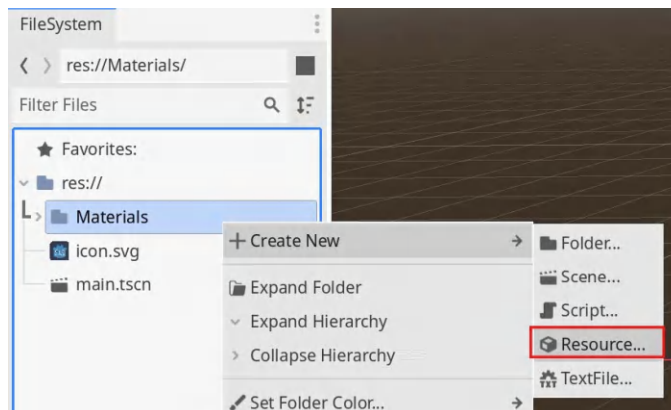 FileSystem
res://Materials/
Filter Files
Favorites:
res://
Materials
icon.svg
main.tscn
Create New
Expand Folder
Expand Hierarchy
Collapse Hierarchy
Set Folder Color...
Folder...
Scene...
Script...
Resource...
TextFile...